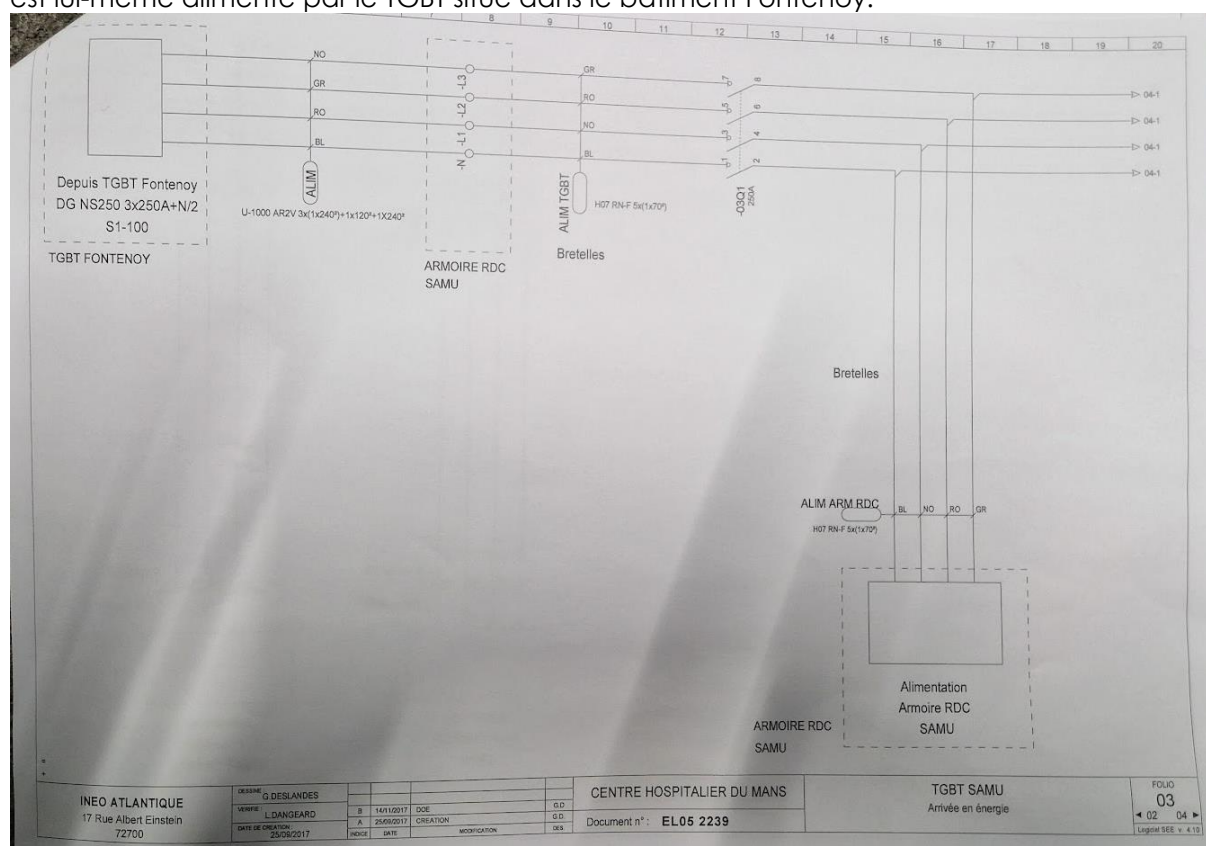 est lui-même alimenté par le TGBT situé dans le bâtiment Fontenoy.
7 8 9 10 11 12 13 14 15 16 17 18 19 20
NO
GR
RO
BL
-L3
-L2
-L1
-N
GR
RO
NO
BL
7 8
5 6
3 4
1 2
-03Q1
250A
04-1
04-1
04-1
04-1
Depuis TGBT Fontenoy
DG NS250 3x250A+N/2
S1-100
TGBT FONTENOY
ALIM
U-1000 AR2V 3x(1x240²)+1x120²+1X240²
ARMOIRE RDC
SAMU
ALIM TGBT
H07 RN-F 5x(1x70²)
Bretelles
Bretelles
ALIM ARM RDC
BL NO RO GR
H07 RN-F 5x(1x70²)
Alimentation
Armoire RDC
SAMU
ARMOIRE RDC
SAMU
INEO ATLANTIQUE
17 Rue Albert Einstein
72700
DESSINE
G.DESLANDES
VERIFIE
L.DANGEARD
DATE DE CREATION
25/09/2017
B 14/11/2017 DOE G.D
A 25/09/2017 CREATION G.D.
INDICE DATE MODIFICATION DES
CENTRE HOSPITALIER DU MANS
Document n° : EL05 2239
TGBT SAMU
Arrivée en énergie
FOLIO
03
◄ 02 04 ►
Logiciel SEE v. 4.10